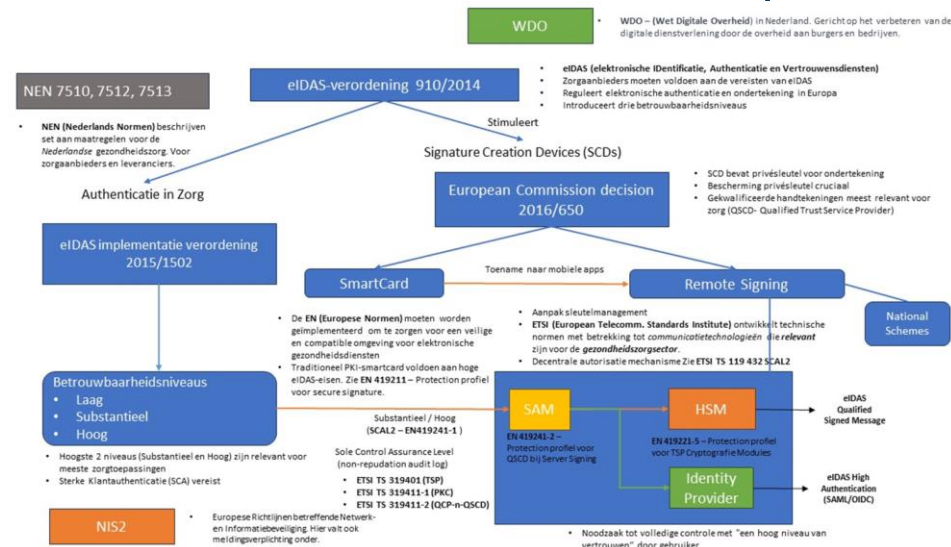 WDO
• WDO – (Wet Digitale Overheid) in Nederland. Gericht op het verbeteren van de
digitale dienstverlening door de overheid aan burgers en bedrijven.
NEN 7510, 7512, 7513
eIDAS-verordening 910/2014
• eIDAS (elektronische IDentificatie, Authenticatie en Vertrouwensdiensten)
• Zorgaanbieders moeten voldoen aan de vereisten van eIDAS
• Reguleert elektronische authenticatie en ondertekening in Europa
• Introduceert drie betrouwbaarheidsniveaus
• NEN (Nederlands Normen) beschrijven
set aan maatregelen voor de
Nederlandse gezondheidszorg. Voor
zorgaanbieders en leveranciers.
Stimuleert
Signature Creation Devices (SCDs)
Authenticatie in Zorg
European Commission decision
2016/650
• SCD bevat privésleutel voor ondertekening
• Bescherming privésleutel cruciaal
• Gekwalificeerde handtekeningen meest relevant voor
zorg (QSCD- Qualified Trust Service Provider)
eIDAS implementatie verordening
2015/1502
SmartCard
Toename naar mobiele apps
Remote Signing
National
Schemes
• De EN (Europese Normen) moeten worden
geïmplementeerd om te zorgen voor een veilige
en compatibele omgeving voor elektronische
gezondheidsdiensten
• Traditioneel PKI-smartcard voldoen aan hoge
eIDAS-eisen. Zie EN 419211 – Protection profiel
voor secure signature.
• Aanpak sleutelmanagement
• ETSI (European Telecomm. Standards Institute) ontwikkelt technische
normen met betrekking tot communicatietechnologieën die relevant
zijn voor de gezondheidszorgsector.
• Decentrale autorisatie mechanisme Zie ETSI TS 119 432 SCAL2
Betrouwbaarheidsniveaus
• Laag
• Substantieel
• Hoog
Substantieel / Hoog
(SCAL2 – EN419241-1 )
SAM
EN 419241-2 –
Protection profiel voor
QSCD bij Server Signing
HSM
EN 419221-5 – Protection profiel
voor TSP Cryptografie Modules
eIDAS
Qualified
Signed Message
• Hoogste 2 niveaus (Substantieel en Hoog) zijn relevant voor
meeste zorgtoepassingen
• Sterke Klantauthenticatie (SCA) vereist
Sole Control Assurance Level
(non-repudation audit log)
• ETSI TS 319401 (TSP)
• ETSI TS 319411-1 (PKC)
• ETSI TS 319411-2 (QCP-n-QSCD)
Identity
Provider
eIDAS High
Authentication
(SAML/OIDC)
NIS2
• Europese Richtlijnen betreffende Netwerk-
en Informatiebeveiliging. Hier valt ook
meldingsverplichting onder.
• Noodzaak tot volledige controle met "een hoog niveau van
vertrouwen" door gebruiker